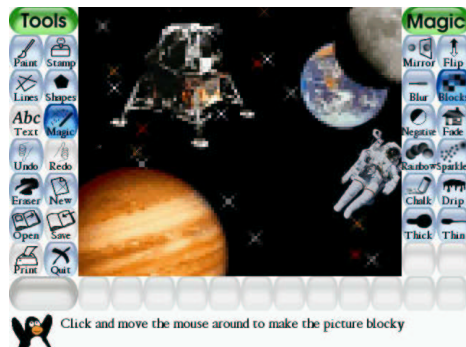 Tools
Magic
Paint Stamp
Mirror Flip
Lines Shapes
Blur Blocks
Abc
Text Magic
Negative Fade
Undo Redo
Rainbow Sparkles
Eraser New
Chalk Drip
Open Save
Thick Thin
Print Quit
Click and move the mouse around to make the picture blocky